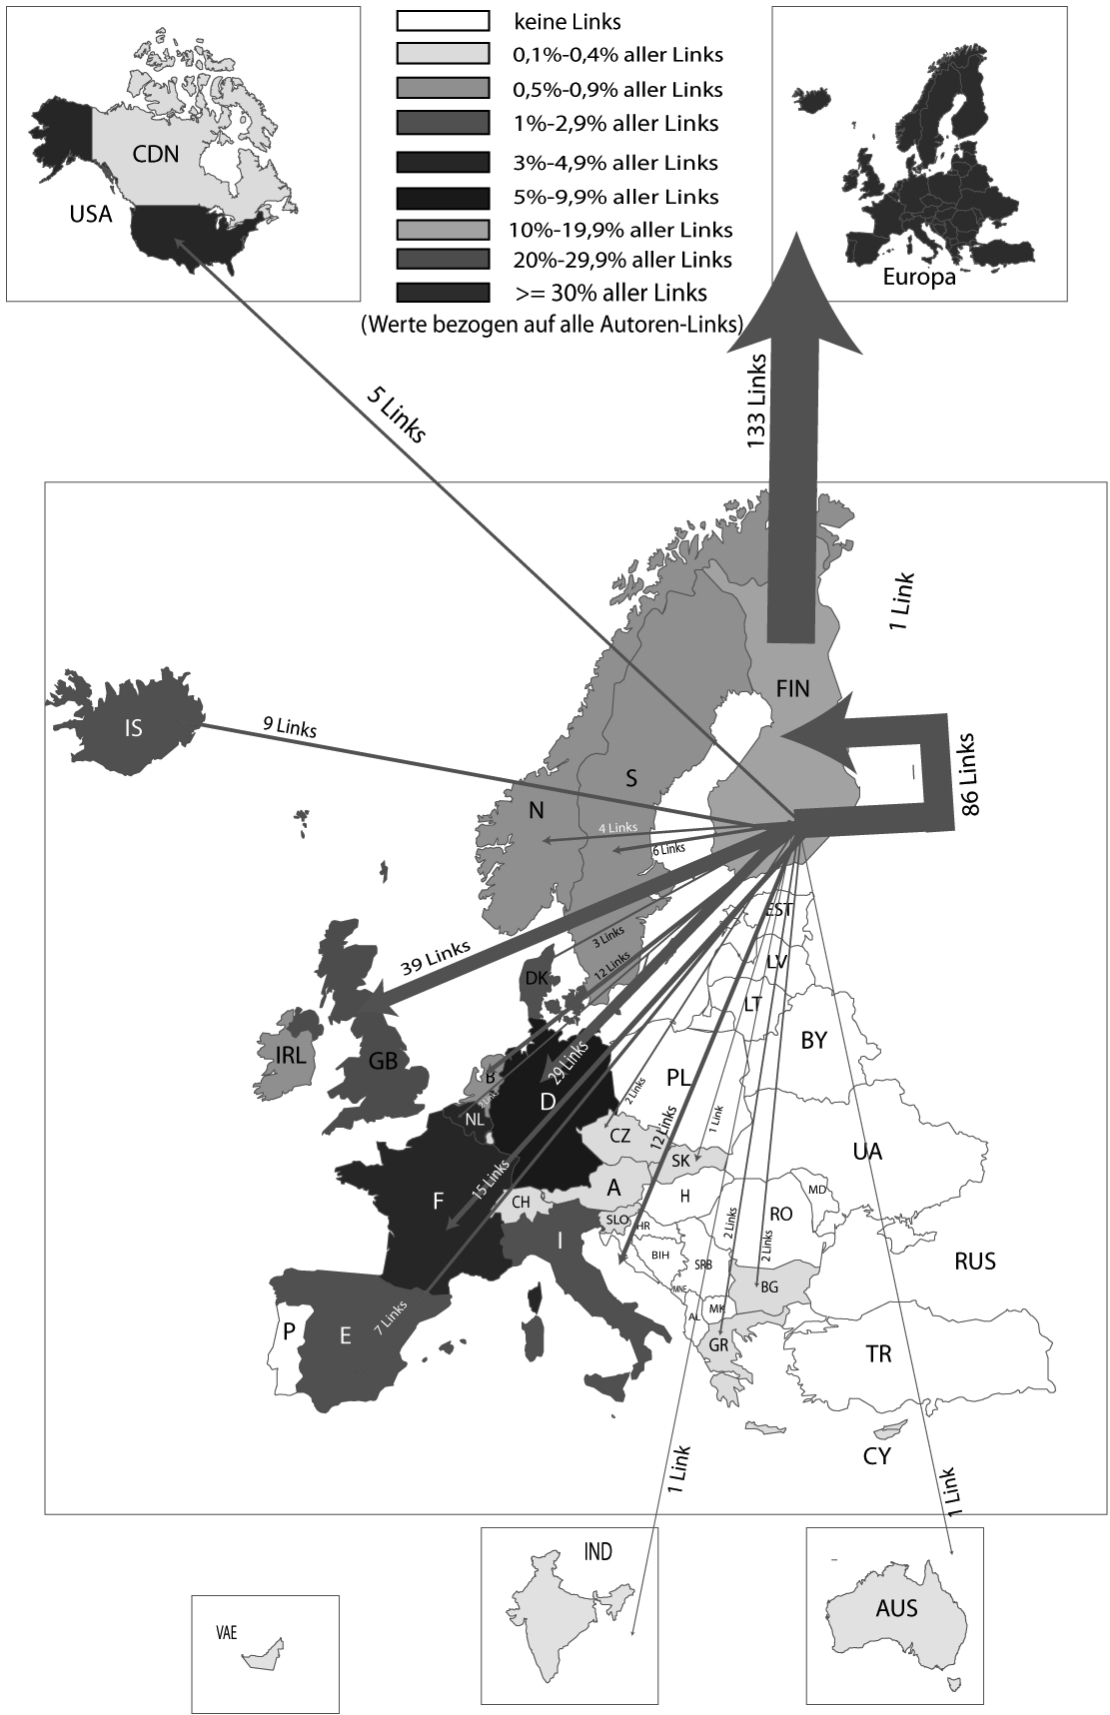 keine Links
0,1%-0,4% aller Links
0,5%-0,9% aller Links
1%-2,9% aller Links
3%-4,9% aller Links
5%-9,9% aller Links
10%-19,9% aller Links
20%-29,9% aller Links
>= 30% aller Links
(Werte bezogen auf alle Autoren-Links)
CDN
USA
Europa
5 Links
133 Links
1 Link
FIN
IS
9 Links
86 Links
S
N
4 Links
6 Links
EST
3 Links
39 Links
12 Links
LV
DK
LT
IRL
GB
BY
29 Links
B
PL
2 Links
D
NL
1 Link
12 Links
CZ
UA
SK
15 Links
A
H
MD
F
CH
RO
SLO
HR
2 Links
2 Links
I
BIH
SRB
RUS
BG
MNE
MK
AL
7 Links
P
E
GR
TR
CY
1 Link
1 Link
IND
VAE
AUS